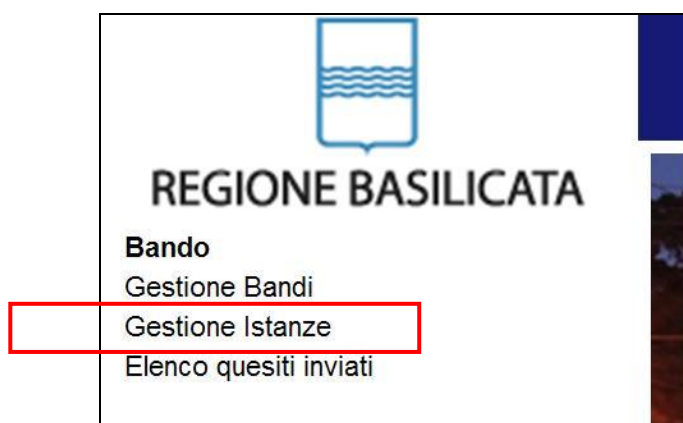 REGIONE BASILICATA
Bando
Gestione Bandi
Gestione Istanze
Elenco quesiti inviati